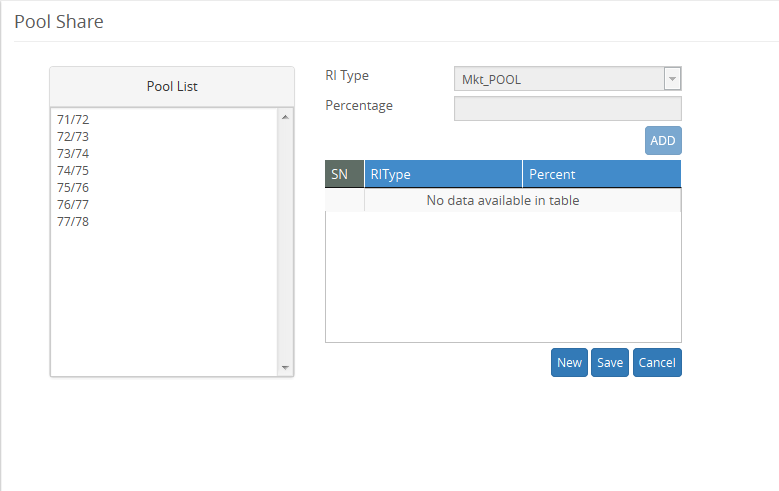 Pool Share
Pool List
71/72
72/73
73/74
74/75
75/76
76/77
77/78
RI Type
Mkt_POOL
Percentage
ADD
SN RIType Percent
No data available in table
New Save Cancel